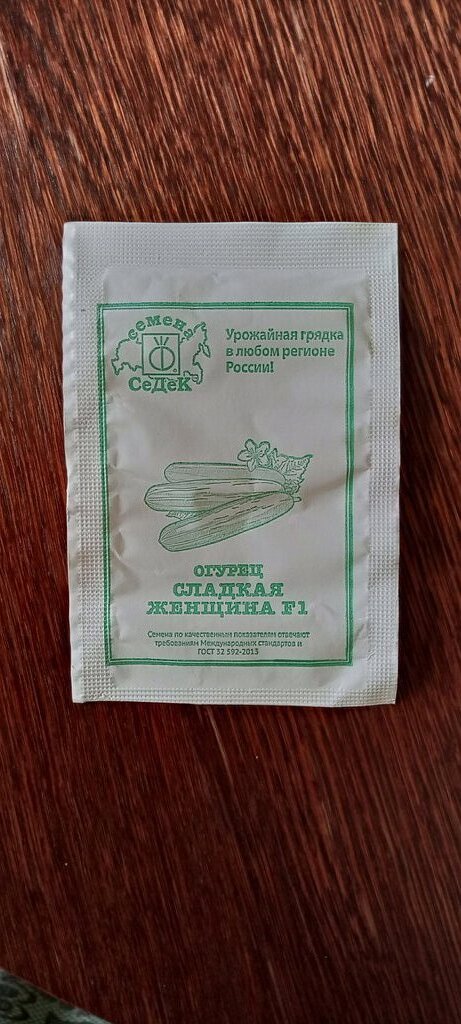 семена
СеДеК
Урожайная грядка
в любом регионе
России!
ОГУРЕЦ
СЛАДКАЯ
ЖЕНЩИНА F1
Семена по качественным показателям отвечают
требованиям Международных стандартов и
ГОСТ 32 592-2013